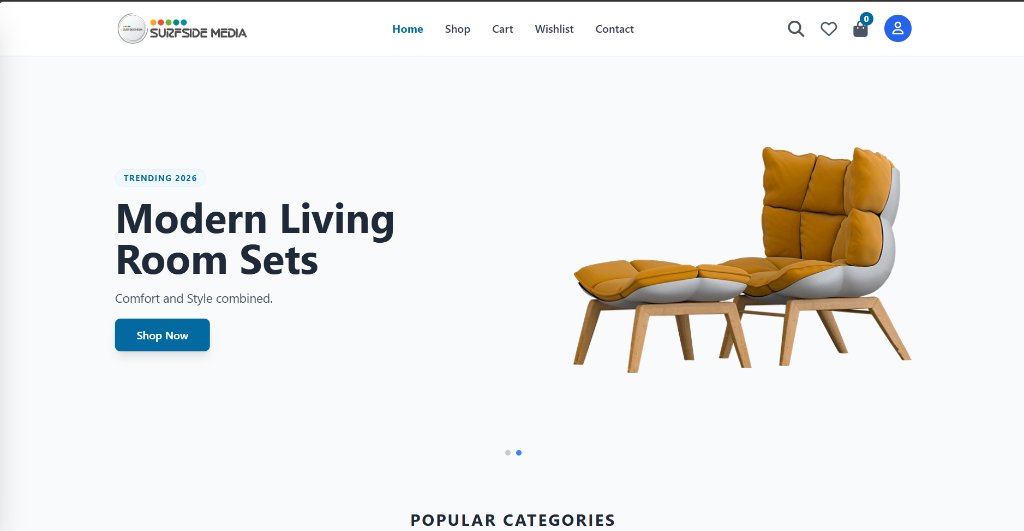 SURFSIDE MEDIA
Home
Shop
Cart
Wishlist
Contact
0
TRENDING 2026
Modern Living
Room Sets
Comfort and Style combined.
Shop Now
POPULAR CATEGORIES